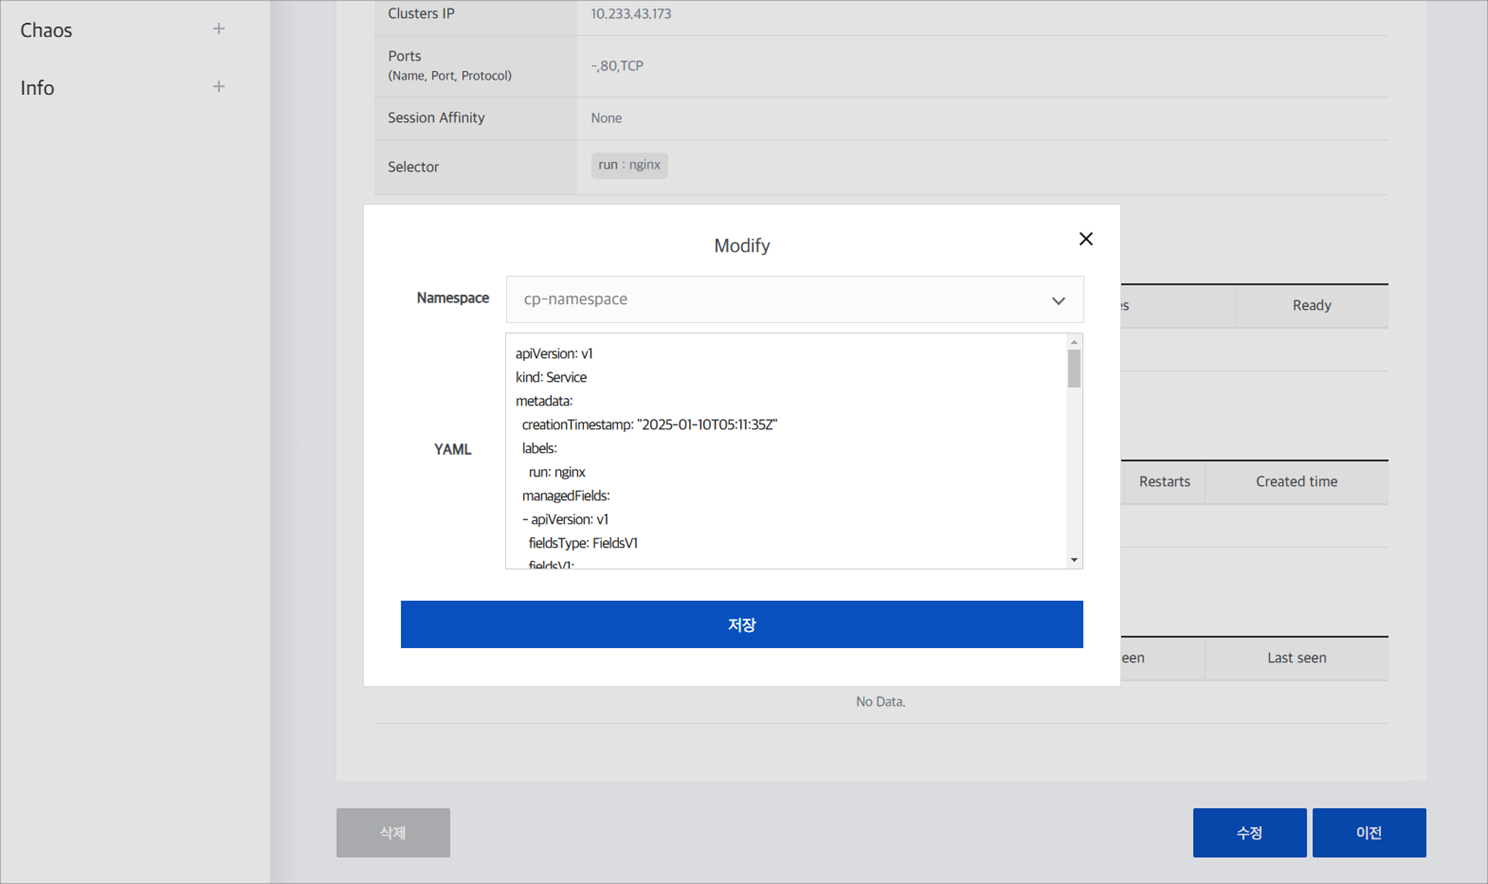 Chaos
Info
Clusters IP 10.233.43.173
Ports
(Name, Port, Protocol)
-,80,TCP
Session Affinity None
Selector run : nginx
Modify
Namespace cp-namespace
YAML
apiVersion: v1
kind: Service
metadata:
creationTimestamp: "2025-01-10T05:11:35Z"
labels:
run: nginx
managedFields:
- apiVersion: v1
fieldsType: FieldsV1
fieldsV1:
저장
es Ready
Restarts Created time
een Last seen
No Data.
삭제
수정 이전